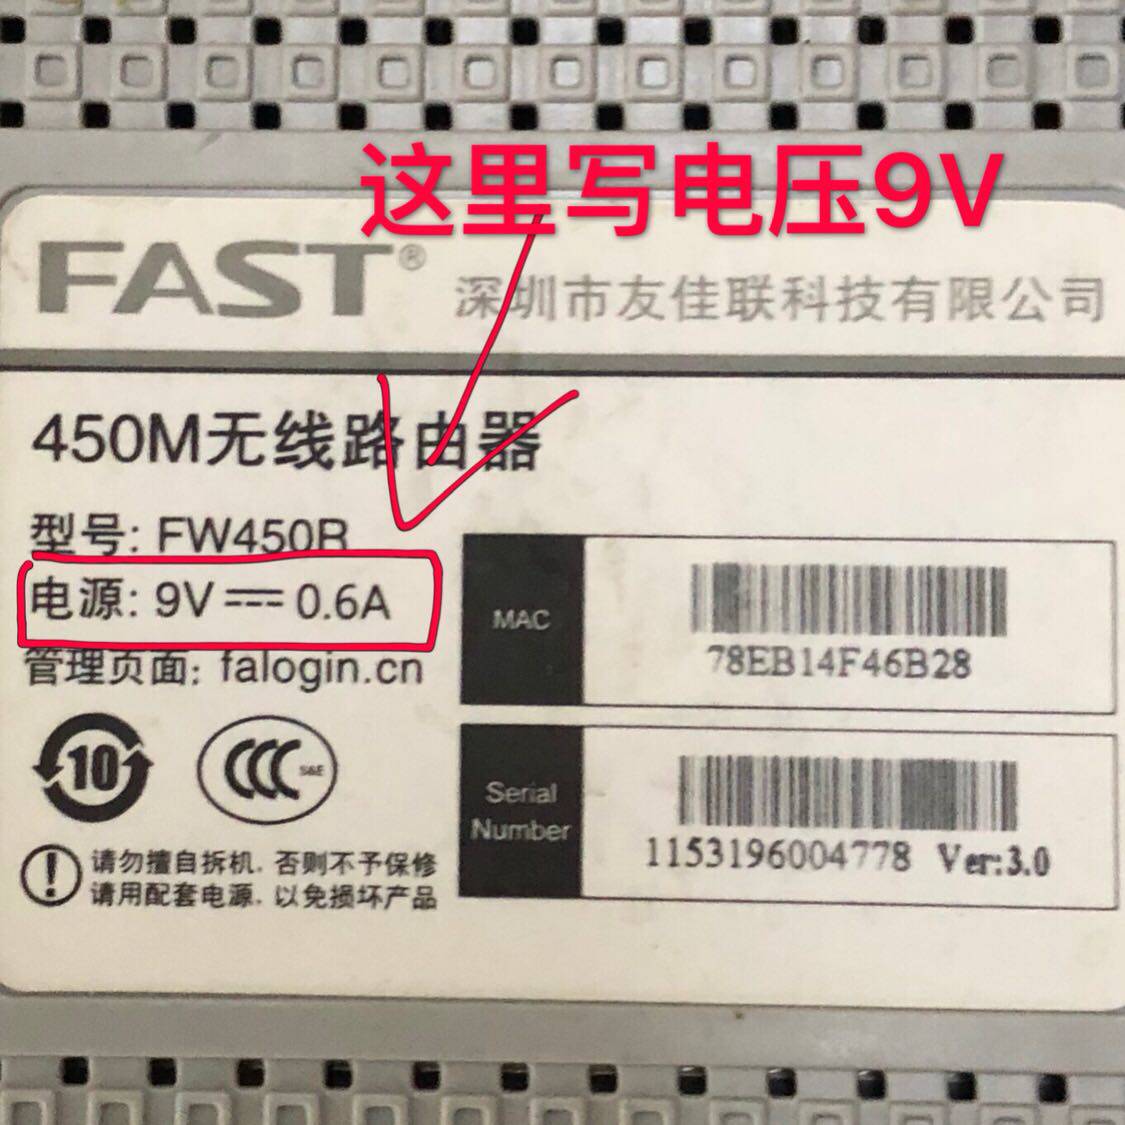 这里写电压9V
FAST®
深圳市友佳联科技有限公司
450M无线路由器
型号: FW450R
电源: 9V⎓0.6A
管理页面: falogin.cn
MAC
78EB14F46B28
10
CCC S&E
Serial
Number
1153196004778 Ver:3.0
请勿擅自拆机, 否则不予保修
请用配套电源, 以免损坏产品